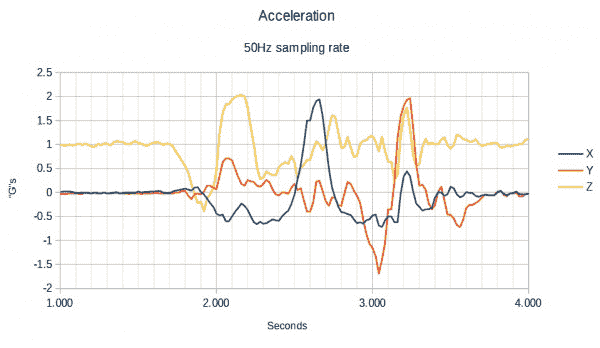 Acceleration
50Hz sampling rate
2.5
2
1.5
1
0.5
0
-0.5
-1
-1.5
-2
"G"s
1.000
2.000
3.000
4.000
Seconds
X
Y
Z